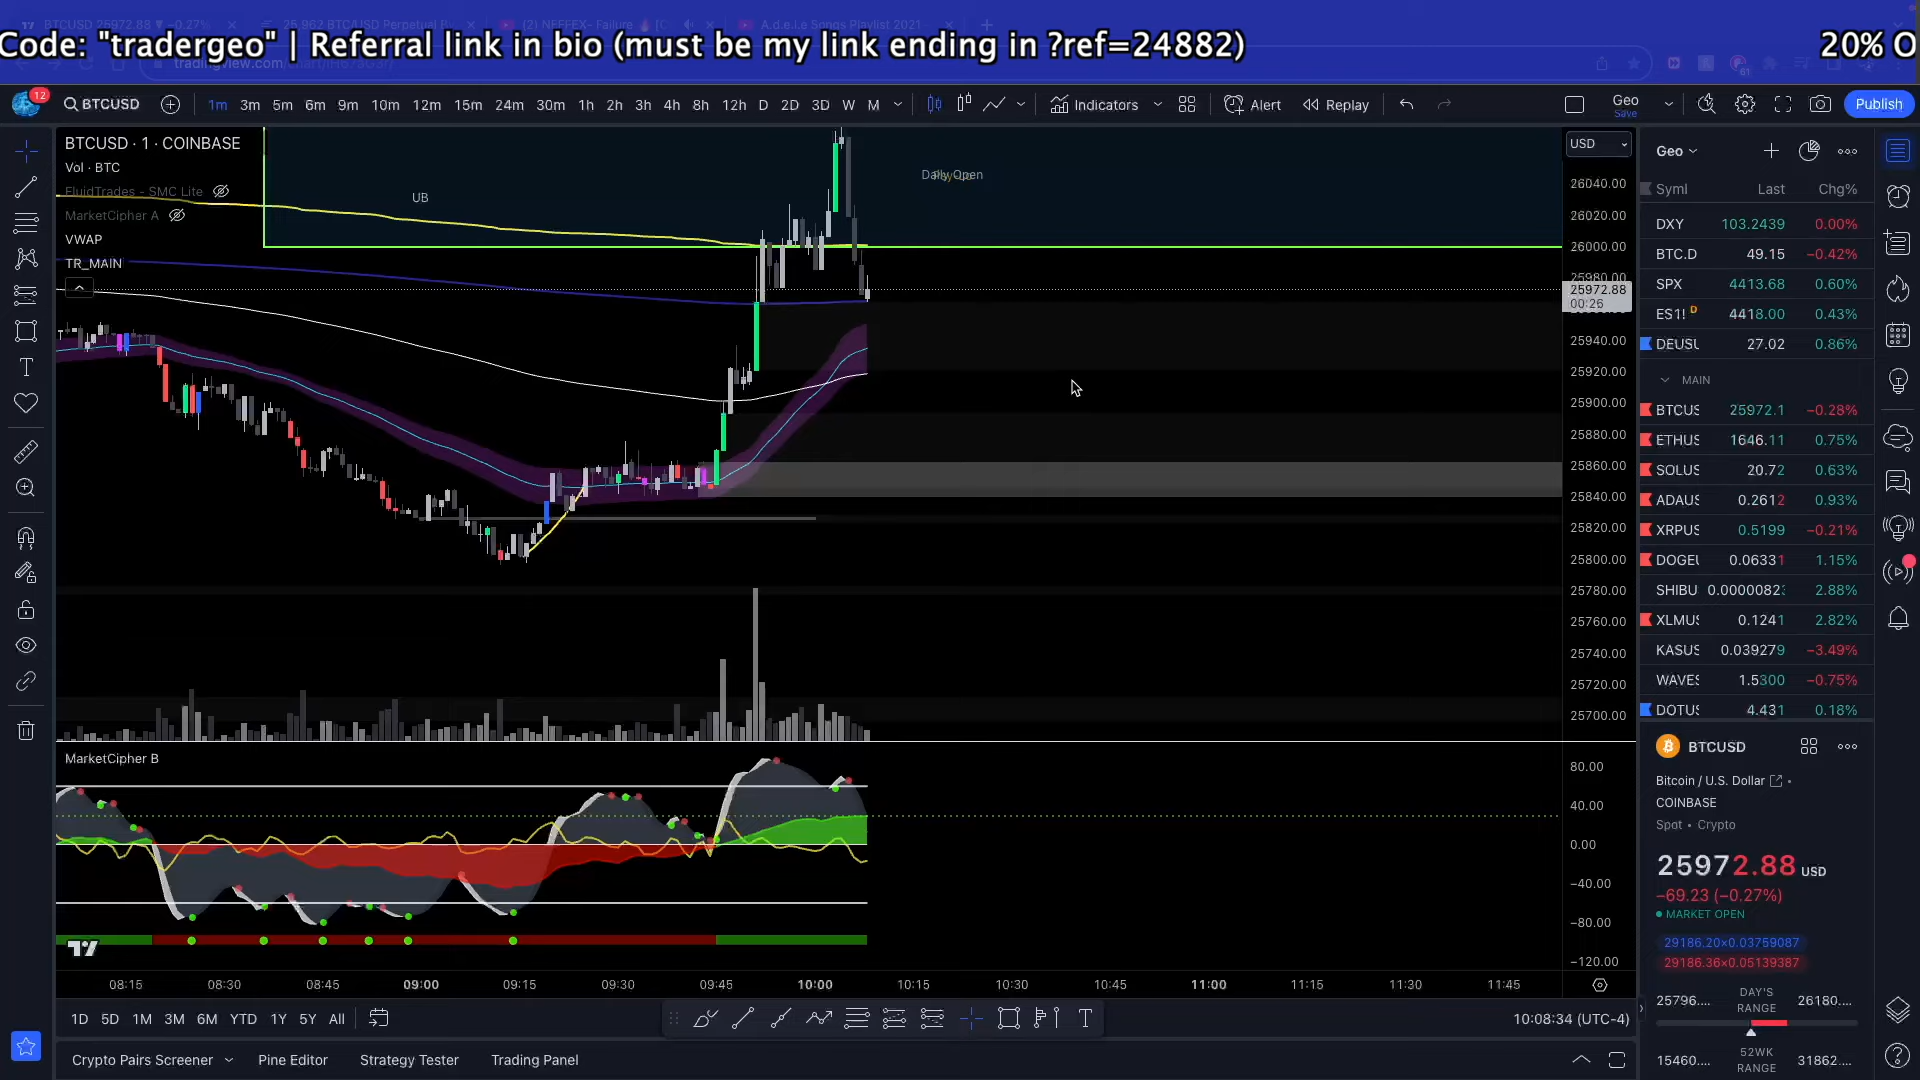 Code: "tradergeo" | Referral link in bio (must be my link ending in ?ref=24882)
20% O
12
BTCUSD
1m 3m 5m 6m 9m 10m 12m 15m 24m 30m 1h 2h 3h 4h 8h 12h D 2D 3D W M
Indicators
Alert
Replay
Geo
Save
Publish
BTCUSD · 1 · COINBASE
Vol · BTC
FluidTrades - SMC Lite
MarketCipher A
VWAP
TR_MAIN
UB
Daily Open
USD
26040.00
26020.00
26000.00
25980.00
25972.88
00:26
25940.00
25920.00
25900.00
25880.00
25860.00
25840.00
25820.00
25800.00
25780.00
25760.00
25740.00
25720.00
25700.00
MarketCipher B
80.00
40.00
0.00
−40.00
−80.00
−120.00
08:15 08:30 08:45 09:00 09:15 09:30 09:45 10:00 10:15 10:30 10:45 11:00 11:15 11:30 11:45
1D 5D 1M 3M 6M YTD 1Y 5Y All
10:08:34 (UTC-4)
Crypto Pairs Screener
Pine Editor
Strategy Tester
Trading Panel
Geo
Syml Last Chg%
DXY 103.2439 0.00%
BTC.D 49.15 −0.42%
SPX 4413.68 0.60%
ES1! D 4418.00 0.43%
DEUSU 27.02 0.86%
MAIN
BTCUS 25972.1 −0.28%
ETHUS 1646.11 0.75%
SOLUS 20.72 0.63%
ADAUS 0.2612 0.93%
XRPUS 0.5199 −0.21%
DOGEU 0.06331 1.15%
SHIBU 0.00000823 2.88%
XLMUS 0.1241 2.82%
KASUS 0.039279 −3.49%
WAVES 1.5300 −0.75%
DOTUS 4.431 0.18%
BTCUSD
Bitcoin / U.S. Dollar
COINBASE
Spot • Crypto
25972.88 USD
−69.23 (−0.27%)
MARKET OPEN
29186.20×0.03759087
29186.36×0.05139387
25796.... DAY'S RANGE 26180....
15460.... 52WK RANGE 31862....